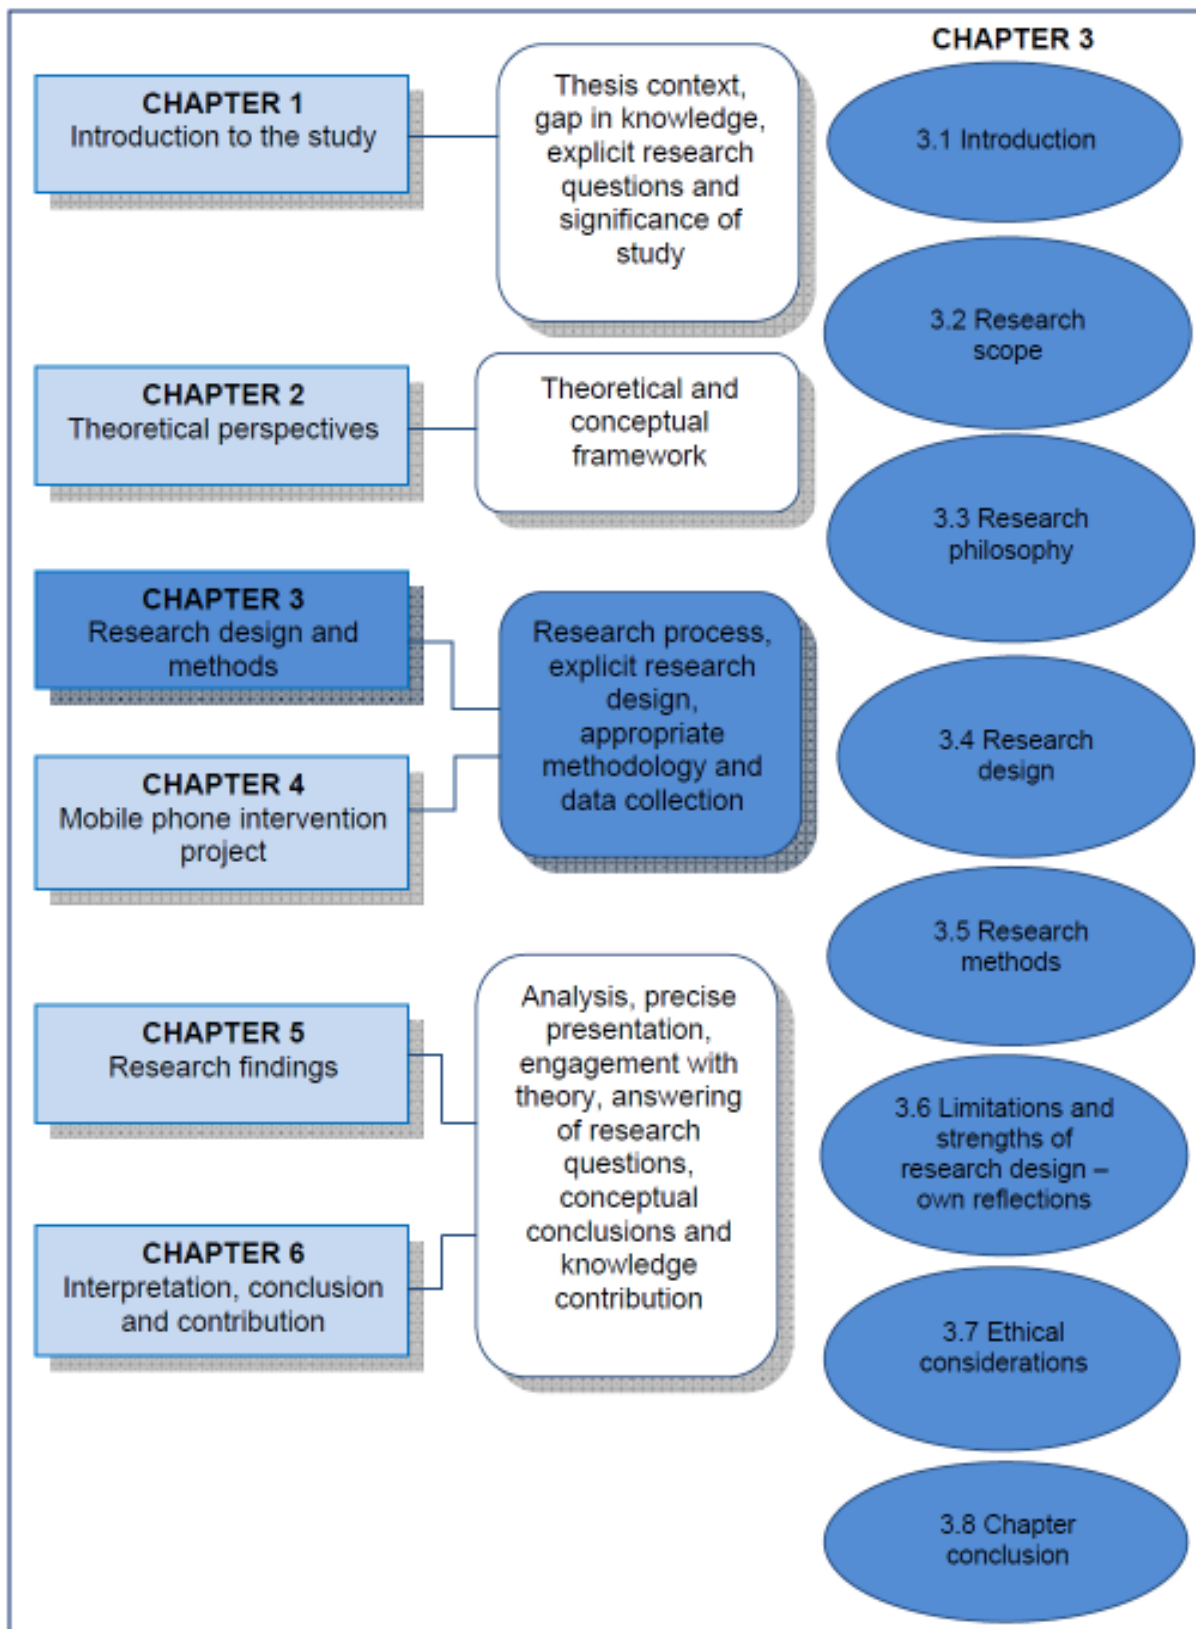 CHAPTER 1
Introduction to the study
Thesis context,
gap in knowledge,
explicit research
questions and
significance of
study
CHAPTER 2
Theoretical perspectives
Theoretical and
conceptual
framework
CHAPTER 3
Research design and
methods
Research process,
explicit research
design,
appropriate
methodology and
data collection
CHAPTER 4
Mobile phone intervention
project
CHAPTER 5
Research findings
Analysis, precise
presentation,
engagement with
theory, answering
of research
questions,
conceptual
conclusions and
knowledge
contribution
CHAPTER 6
Interpretation, conclusion
and contribution
CHAPTER 3
3.1 Introduction
3.2 Research
scope
3.3 Research
philosophy
3.4 Research
design
3.5 Research
methods
3.6 Limitations and
strengths of
research design –
own reflections
3.7 Ethical
considerations
3.8 Chapter
conclusion